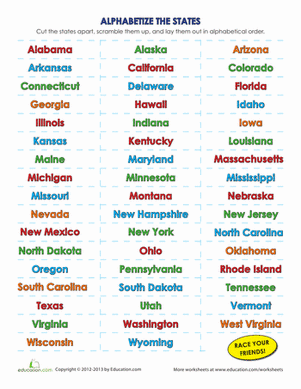 ALPHABETIZE THE STATES
Cut the states apart, scramble them up, and lay them out in alphabetical order.
Alabama Alaska Arizona
Arkansas California Colorado
Connecticut Delaware Florida
Georgia Hawaii Idaho
Illinois Indiana Iowa
Kansas Kentucky Louisiana
Maine Maryland Massachusetts
Michigan Minnesota Mississippi
Missouri Montana Nebraska
Nevada New Hampshire New Jersey
New Mexico New York North Carolina
North Dakota Ohio Oklahoma
Oregon Pennsylvania Rhode Island
South Carolina South Dakota Tennessee
Texas Utah Vermont
Virginia Washington West Virginia
Wisconsin Wyoming
RACE YOUR
FRIENDS!
education.com
Copyright © 2012-2013 by Education.com
More worksheets at www.education.com/worksheets